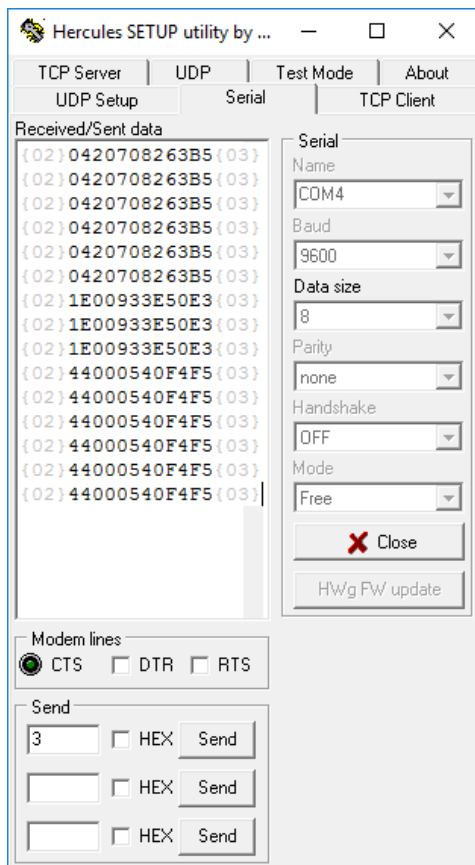 Hercules SETUP utility by ...
TCP Server UDP Test Mode About
UDP Setup Serial TCP Client
Received/Sent data
{02}0420708263B5{03}
{02}0420708263B5{03}
{02}0420708263B5{03}
{02}0420708263B5{03}
{02}0420708263B5{03}
{02}0420708263B5{03}
{02}1E00933E50E3{03}
{02}1E00933E50E3{03}
{02}1E00933E50E3{03}
{02}44000540F4F5{03}
{02}44000540F4F5{03}
{02}44000540F4F5{03}
{02}44000540F4F5{03}
{02}44000540F4F5{03}
{02}44000540F4F5{03}
Serial
Name
COM4
Baud
9600
Data size
8
Parity
none
Handshake
OFF
Mode
Free
Close
HWg FW update
Modem lines
CTS DTR RTS
Send
3 HEX Send
HEX Send
HEX Send